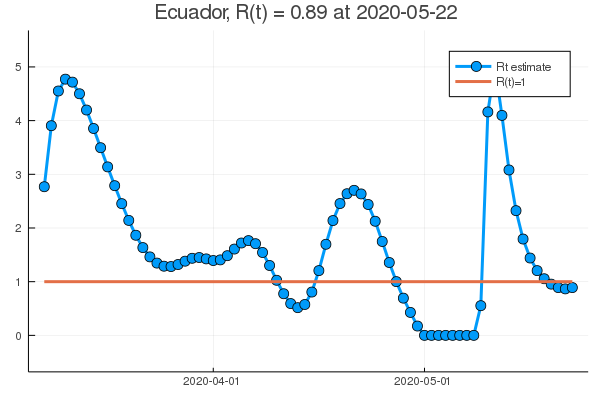 Ecuador, R(t) = 0.89 at 2020-05-22
Rt estimate
R(t)=1
5
4
3
2
1
0
2020-04-01
2020-05-01